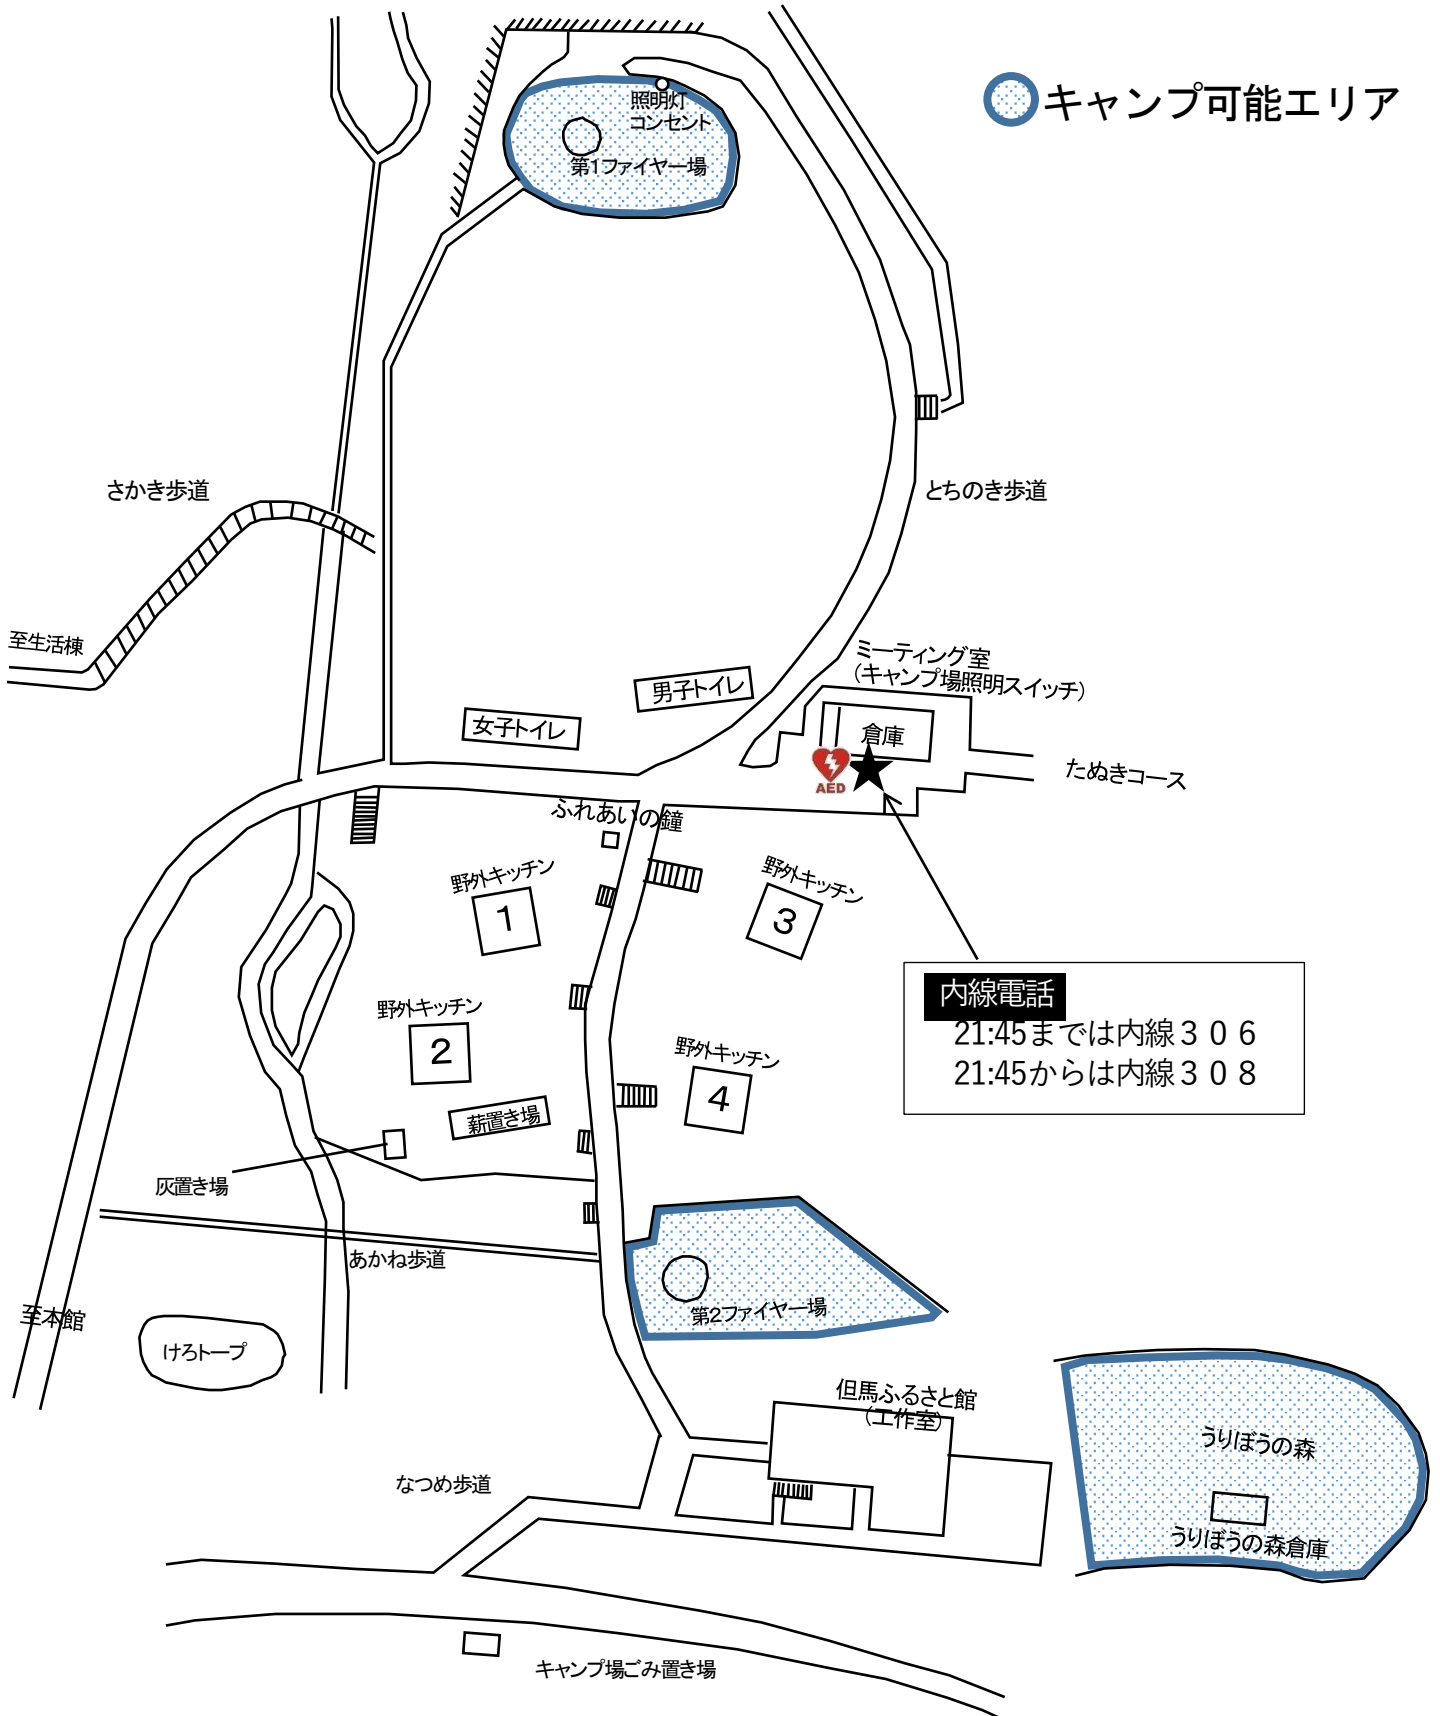 キャンプ可能エリア
照明灯
コンセント
第1ファイヤー場
さかき歩道
とちのき歩道
至生活棟
ミーティング室
（キャンプ場照明スイッチ）
男子トイレ
女子トイレ
倉庫
AED
たぬきコース
ふれあいの鐘
野外キッチン
1
野外キッチン
3
内線電話
21:45までは内線３０６
21:45からは内線３０８
野外キッチン
2
野外キッチン
4
薪置き場
灰置き場
あかね歩道
至本館
けろトープ
第2ファイヤー場
但馬ふるさと館
（工作室）
うりぼうの森
うりぼうの森倉庫
なつめ歩道
キャンプ場ごみ置き場